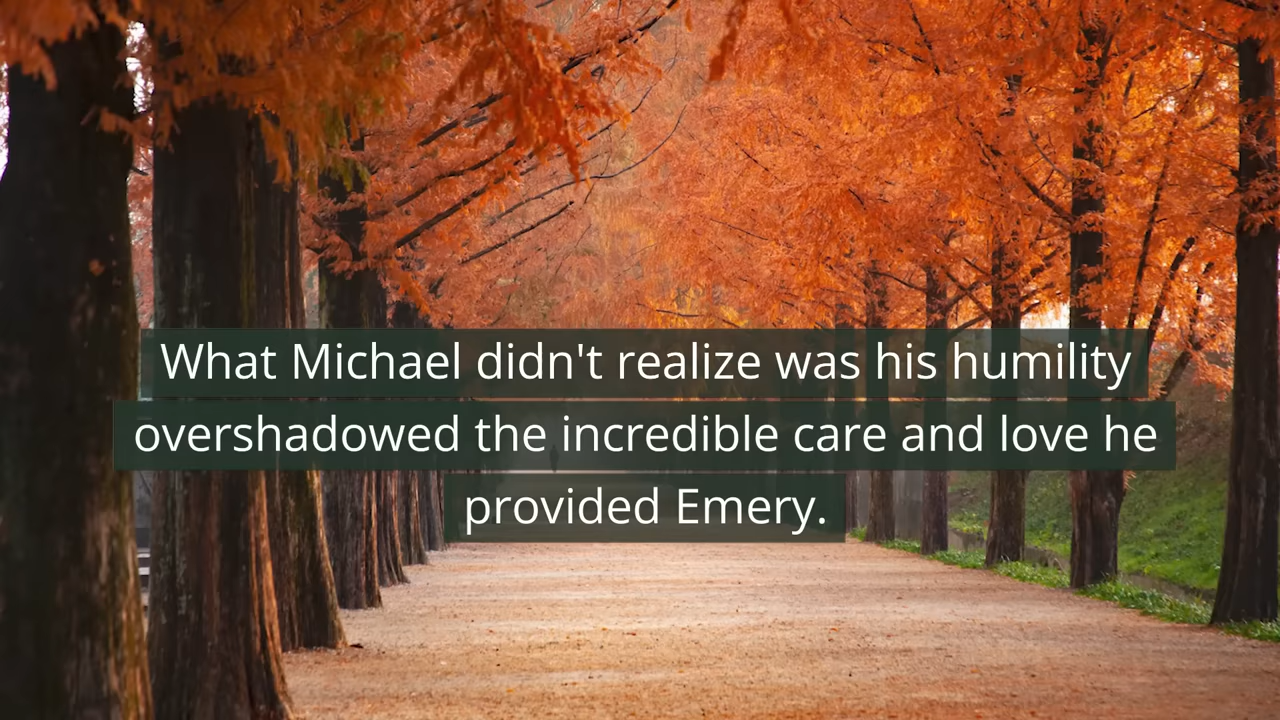 What Michael didn't realize was his humility
overshadowed the incredible care and love he
provided Emery.